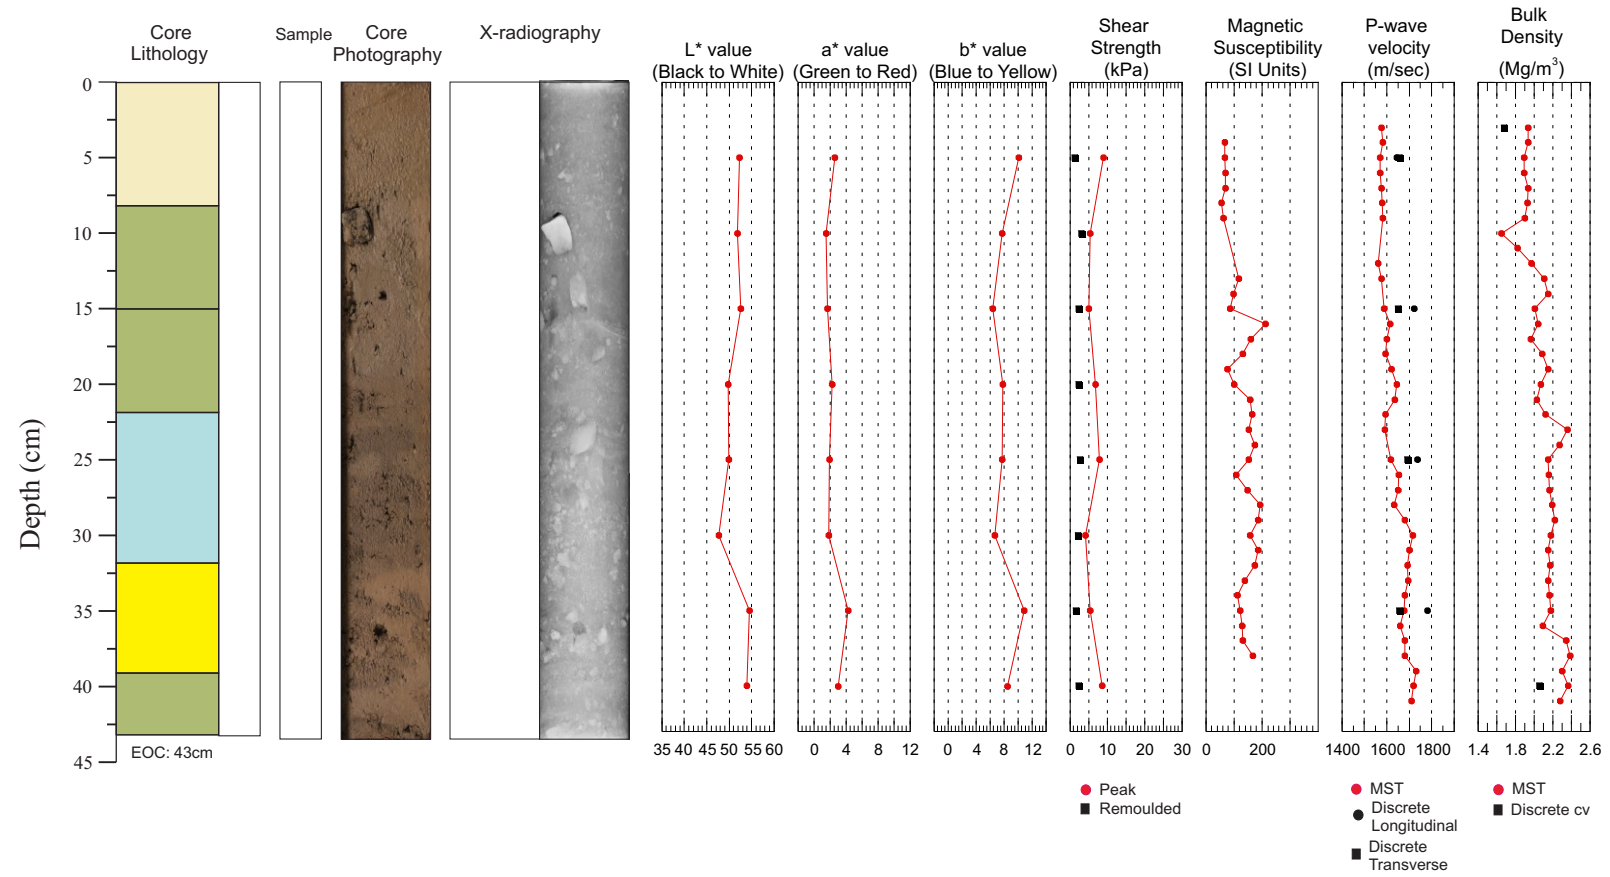 Core
Lithology
Sample
Core
Photography
X-radiography
L* value
(Black to White)
a* value
(Green to Red)
b* value
(Blue to Yellow)
Shear
Strength
(kPa)
Magnetic
Susceptibility
(SI Units)
P-wave
velocity
(m/sec)
Bulk
Density
(Mg/m³)
Depth (cm)
0
5
10
15
20
25
30
35
40
45
EOC: 43cm
35 40 45 50 55 60
0 4 8 12
0 4 8 12
0 10 20 30
0 200
1400 1600 1800
1.4 1.8 2.2 2.6
Peak
Remoulded
MST
Discrete
Longitudinal
Discrete
Transverse
MST
Discrete cv